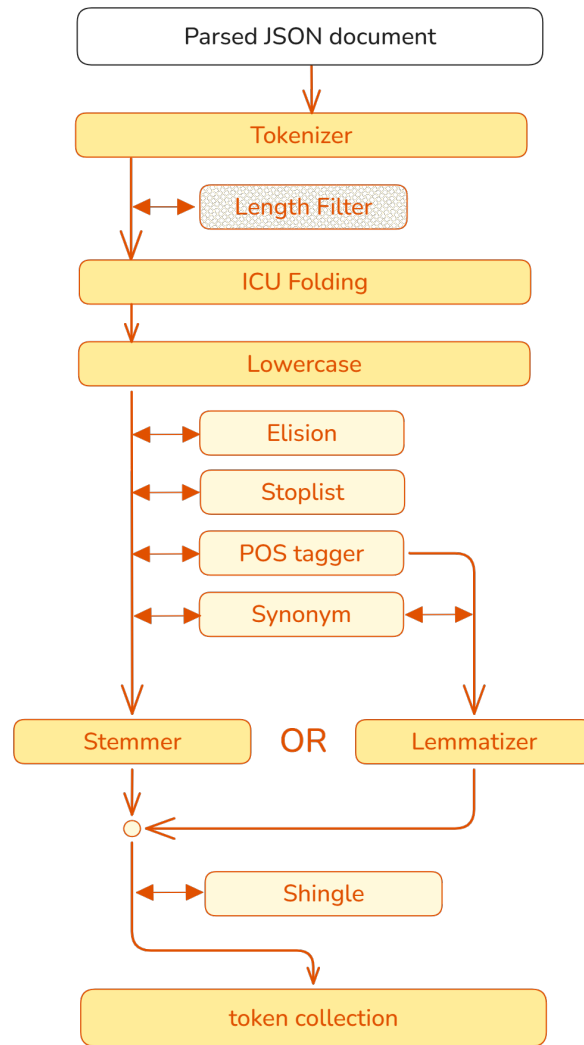 Parsed JSON document
Tokenizer
Length Filter
ICU Folding
Lowercase
Elision
Stoplist
POS tagger
Synonym
Stemmer
OR
Lemmatizer
Shingle
token collection